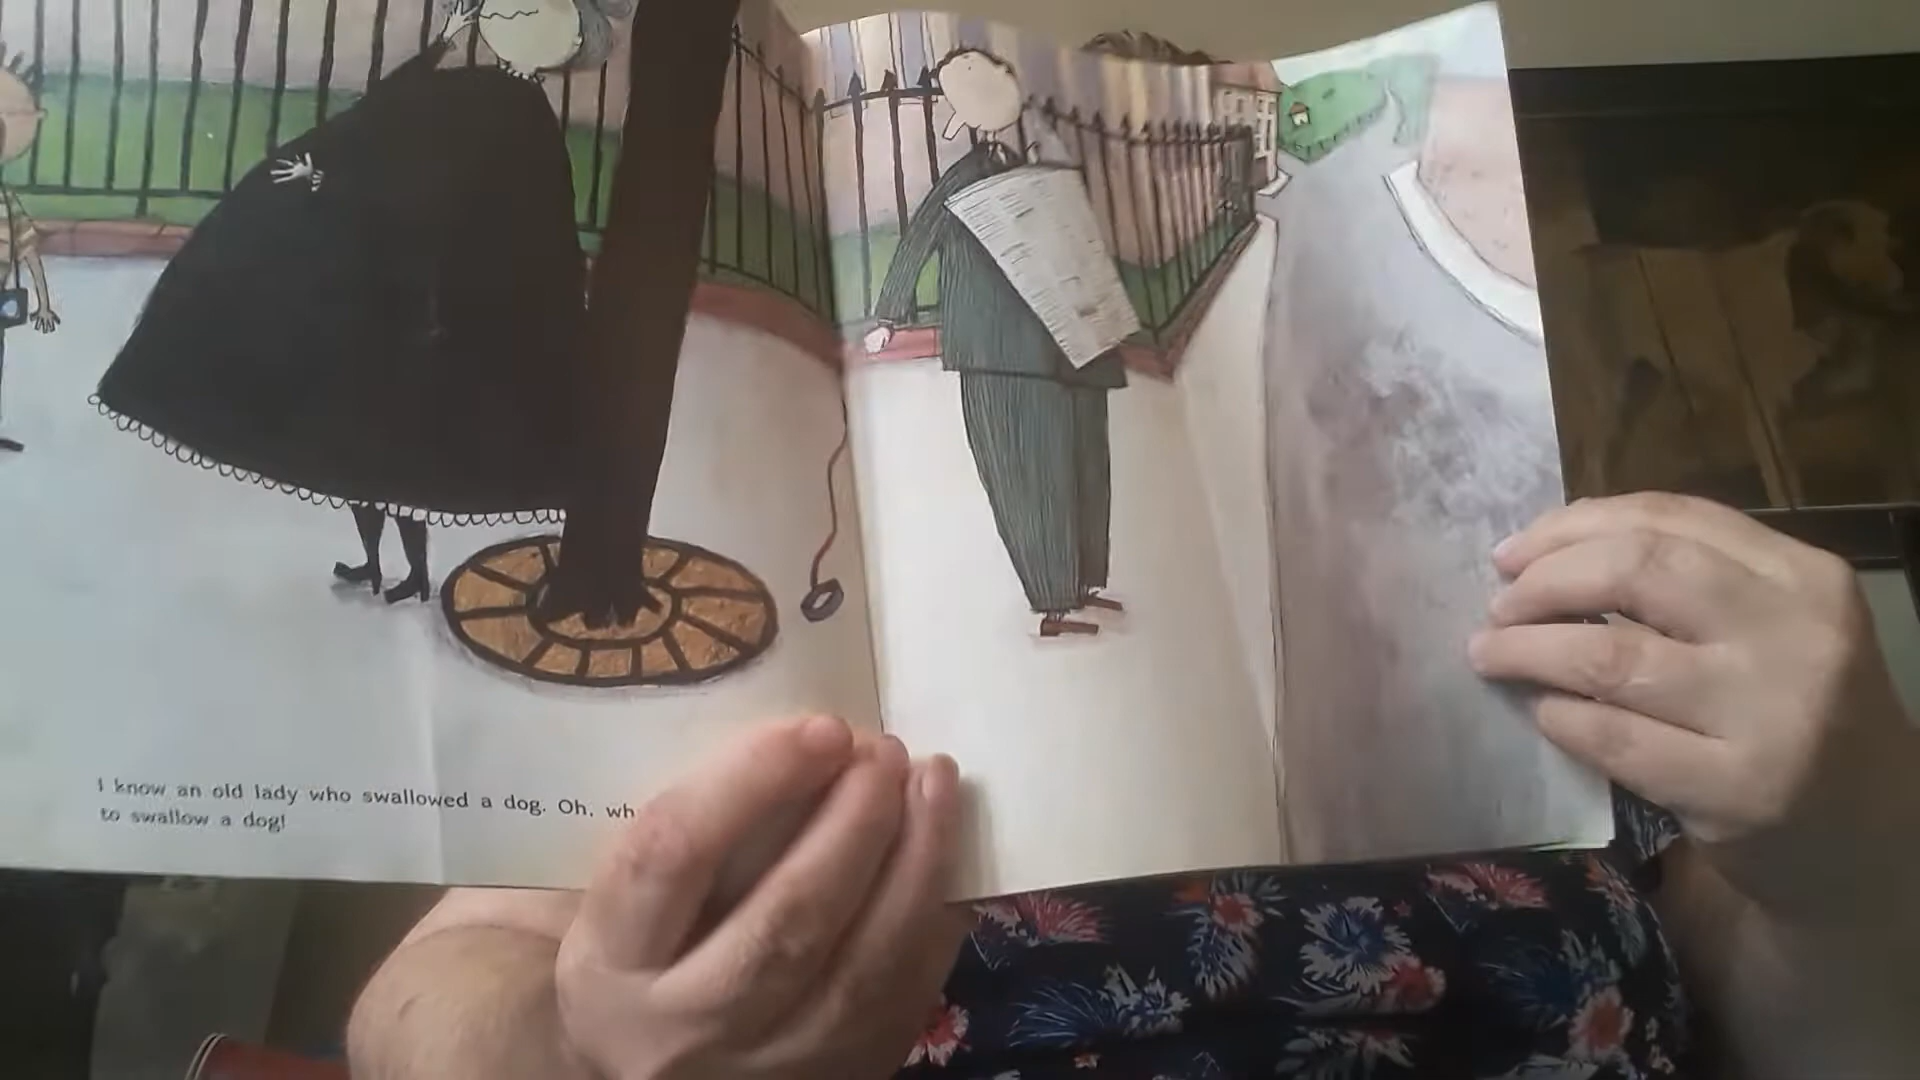 I know an old lady who swallowed a dog. Oh, wh
to swallow a dog!